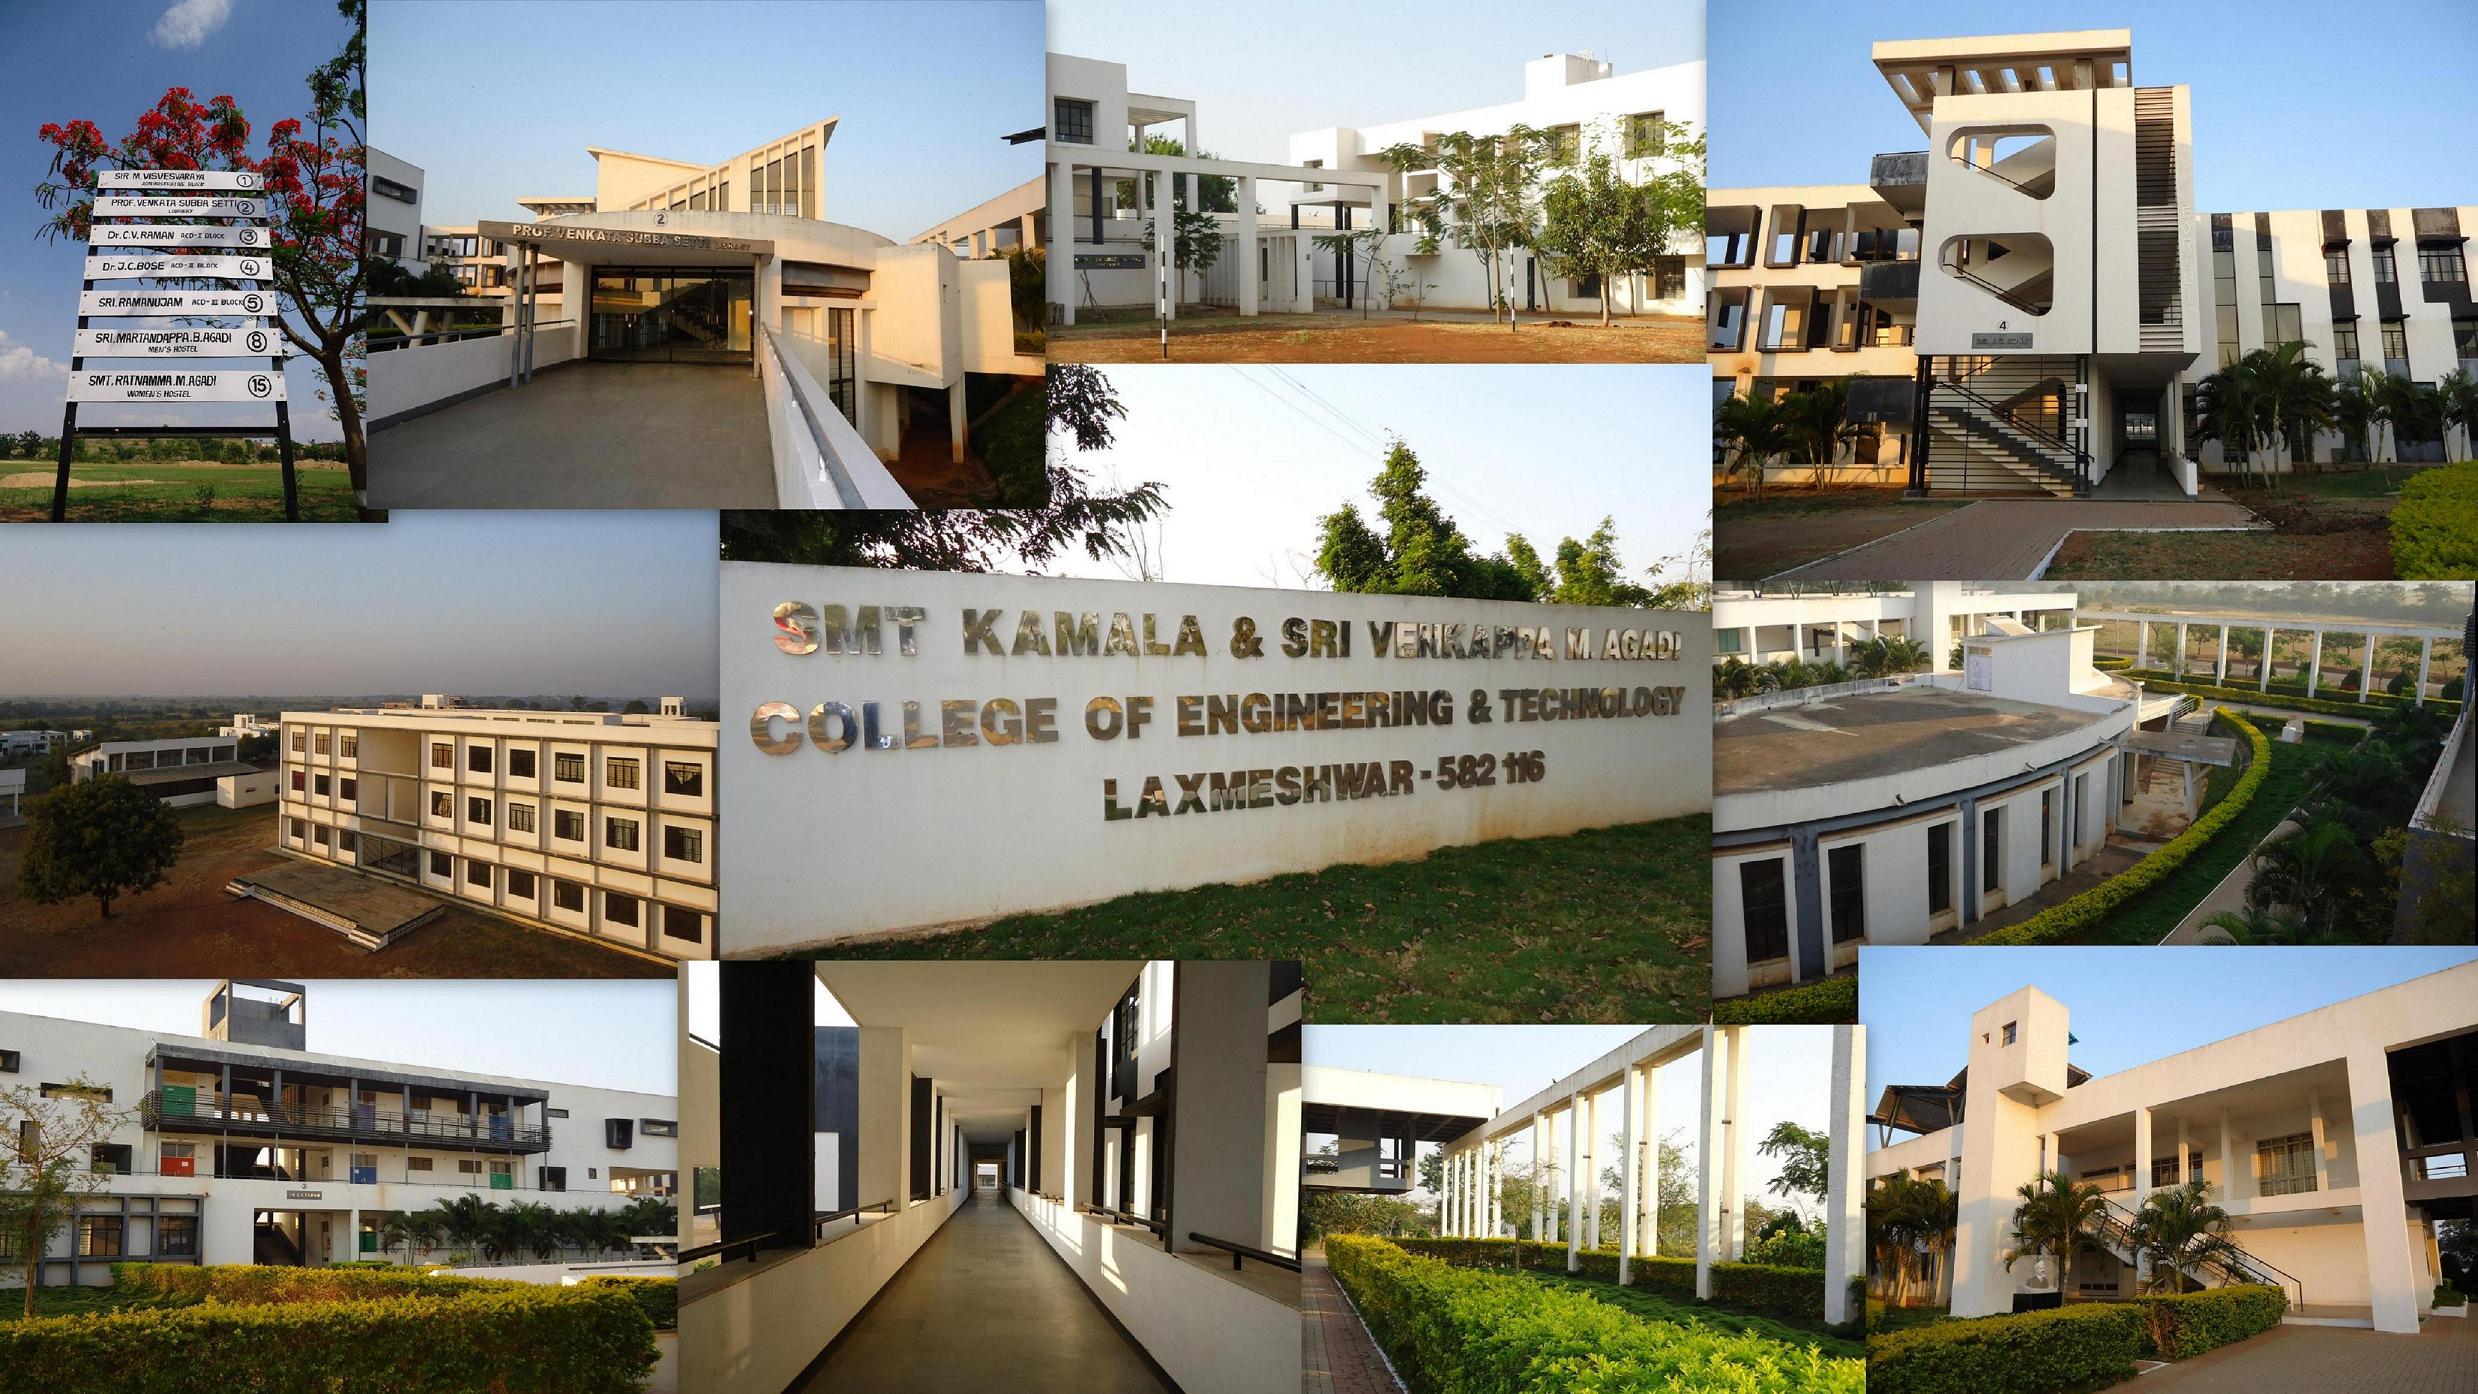 SIR. M. VISVESVARAYA
ADMINISTRATIVE BLOCK
1
PROF. VENKATA SUBBA SETTI
LIBRARY
2
Dr. C.V. RAMAN ACD-I BLOCK 3
Dr. J.C. BOSE ACD-II BLOCK 4
SRI. RAMANUJAM ACD-III BLOCK 5
SRI. MARTANDAPPA. B. AGADI
MEN'S HOSTEL
8
SMT. RATNAMMA. M. AGADI
WOMEN'S HOSTEL
15
2
PROF. VENKATA SUBBA SETTI LIBRARY
4
DR. J.C. BOSE
SMT KAMALA & SRI VENKAPPA M. AGADI
COLLEGE OF ENGINEERING & TECHNOLOGY
LAXMESHWAR - 582 116
3